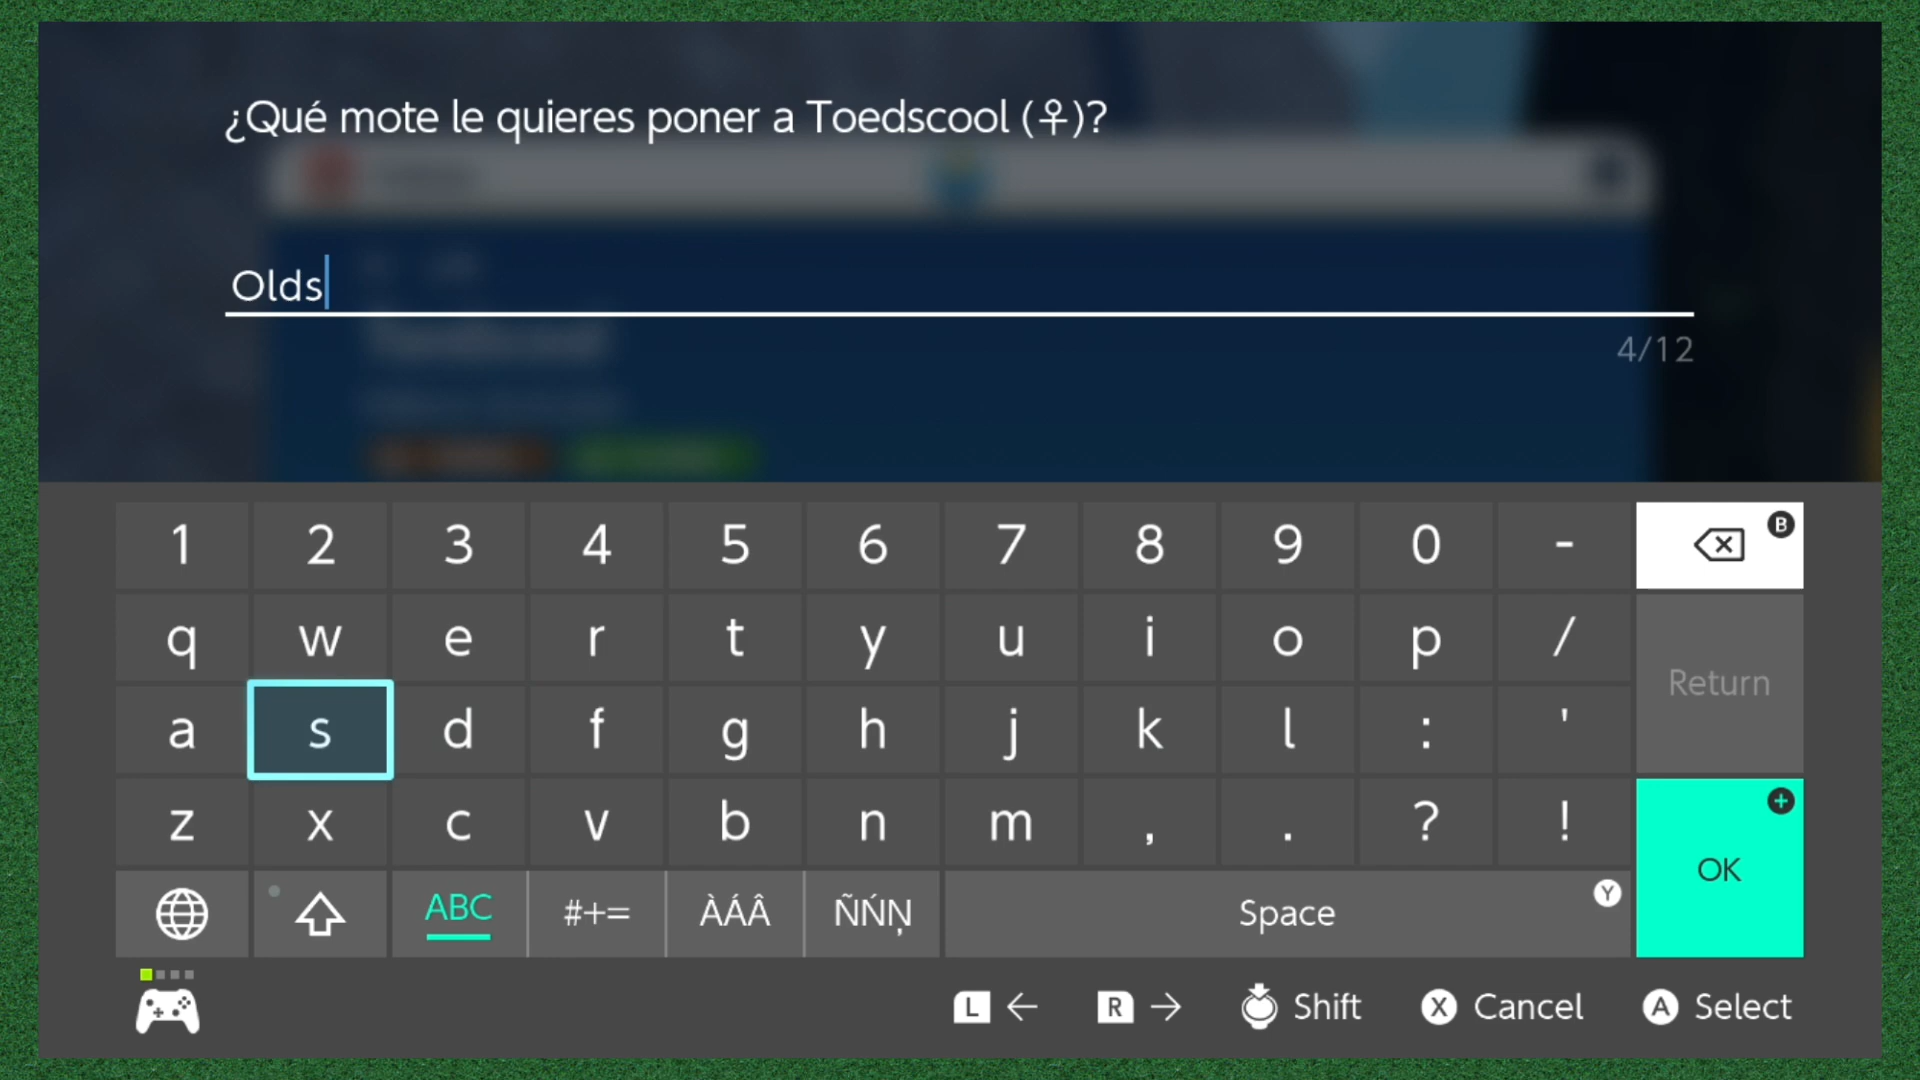 ¿Qué mote le quieres poner a Toedscool (♀)?
Olds
4/12
1 2 3 4 5 6 7 8 9 0 - B
q w e r t y u i o p /
Return
a s d f g h j k l : '
z x c v b n m , . ? ! +
OK
ABC #+= ÀÁÂ ÑŃŅ Space Y
L ← R → Shift X Cancel A Select